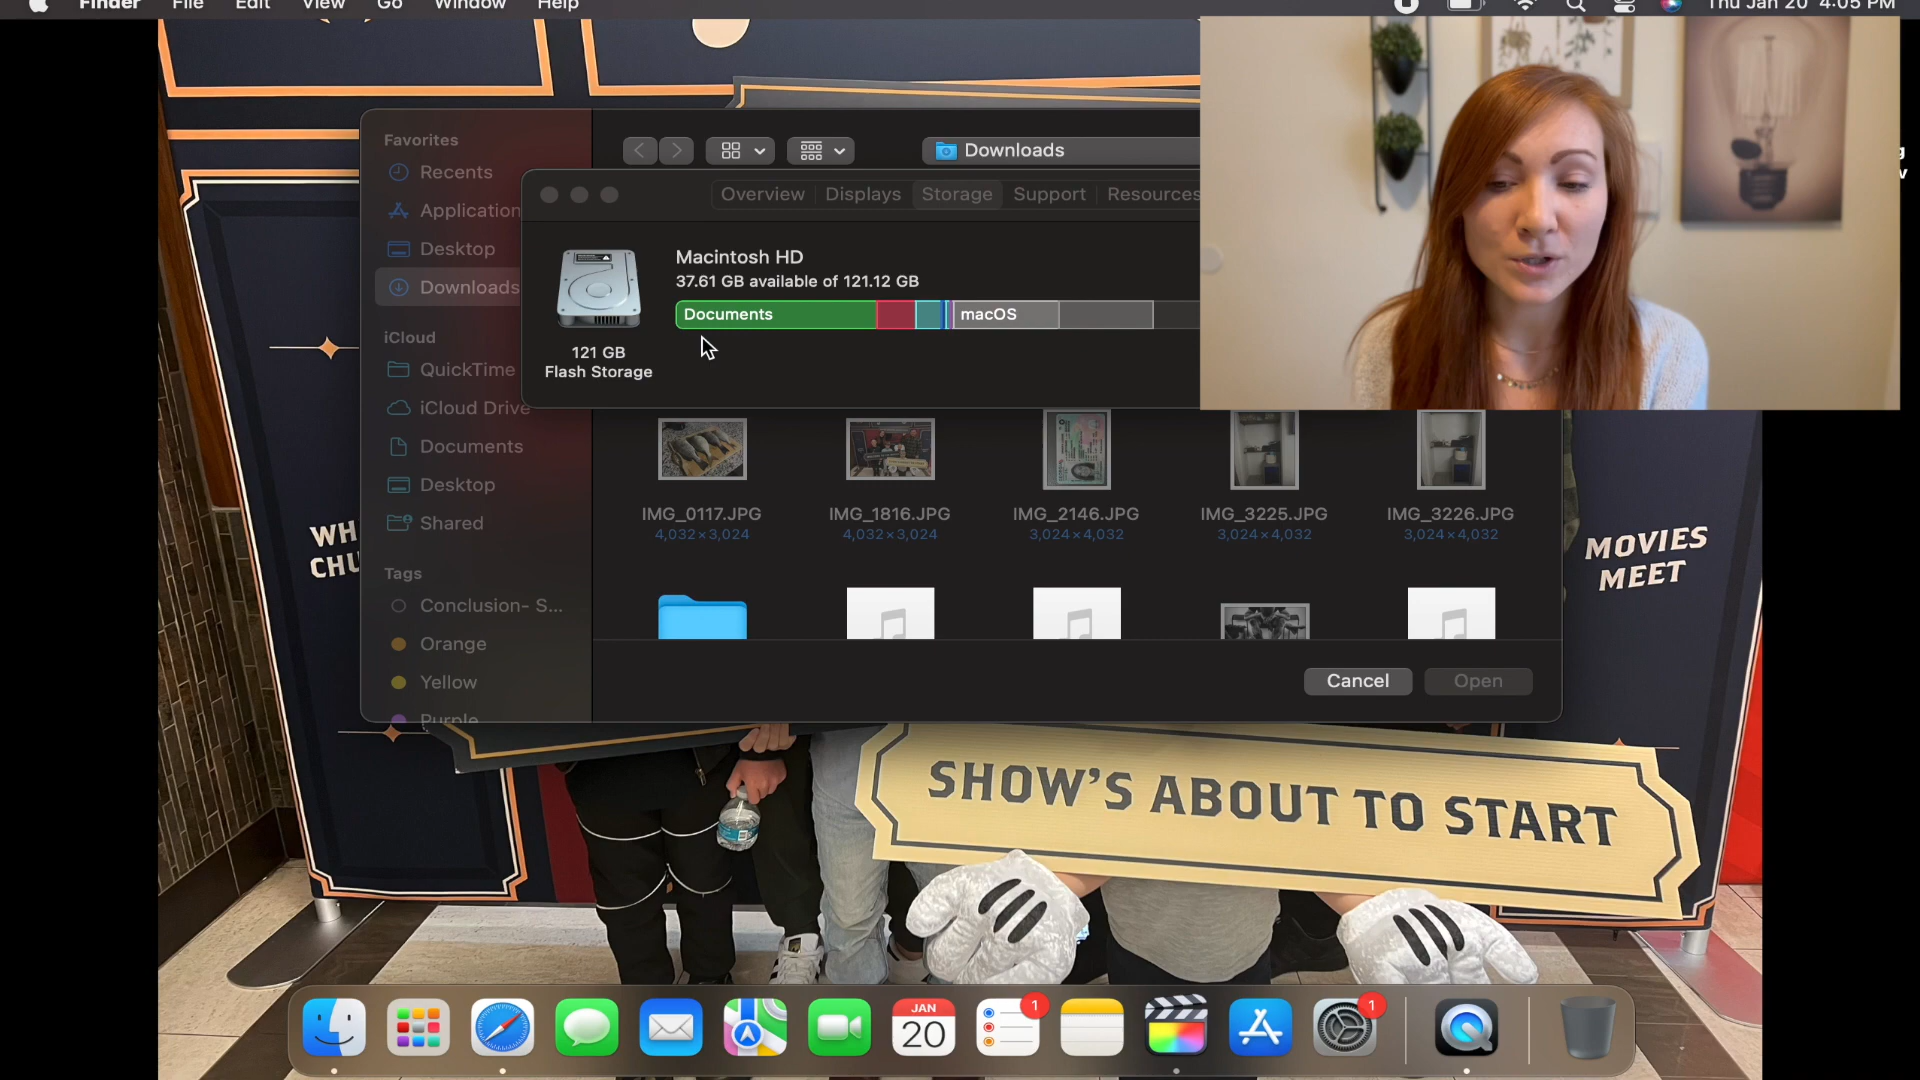 Finder File Edit View Go Window Help
Thu Jan 20 4:05 PM
Favorites
Recents
Application
Desktop
Downloads
iCloud
QuickTime
iCloud Drive
Documents
Desktop
Shared
Tags
Conclusion- S...
Orange
Yellow
Purple
Downloads
Overview Displays Storage Support Resources
Macintosh HD
37.61 GB available of 121.12 GB
Documents macOS
121 GB
Flash Storage
IMG_0117.JPG
4,032×3,024
IMG_1816.JPG
4,032×3,024
IMG_2146.JPG
3,024×4,032
IMG_3225.JPG
3,024×4,032
IMG_3226.JPG
3,024×4,032
Cancel Open
WH
CHU
MOVIES
MEET
SHOW'S ABOUT TO START
JAN
20
1
1